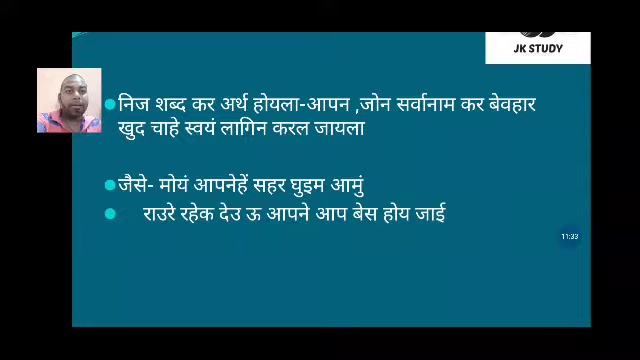 JK STUDY
निज शब्द कर अर्थ होयला-आपन ,जोन सर्वानाम कर बेवहार
खुद चाहे स्वयं लागिन करल जायला
जैसे- मोयं आपनेहें सहर घुइम आमुं
राउरे रहेक देउ ऊ आपने आप बेस होय जाई
11:33